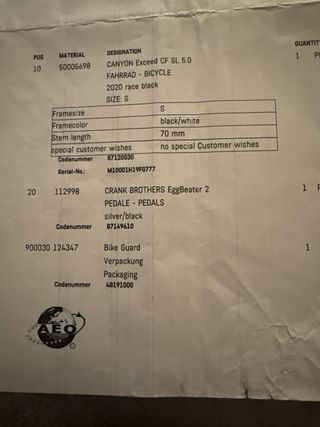 POS MATERIAL DESIGNATION QUANTIT
10 50005698 CANYON Exceed CF SL 5.0 1
FAHRRAD - BICYCLE
2020 race black
SIZE: S
Framesize S
Framecolor black/white
Stem length 70 mm
special customer wishes no special Customer wishes
Codenummer 87120030
Serial-No.: M10001H19F0777
20 112998 CRANK BROTHERS EggBeater 2 1
PEDALE - PEDALS
silver/black
Codenummer 87149610
900030 124347 Bike Guard 1
Verpackung
Packaging
Codenummer 48191000
AEO